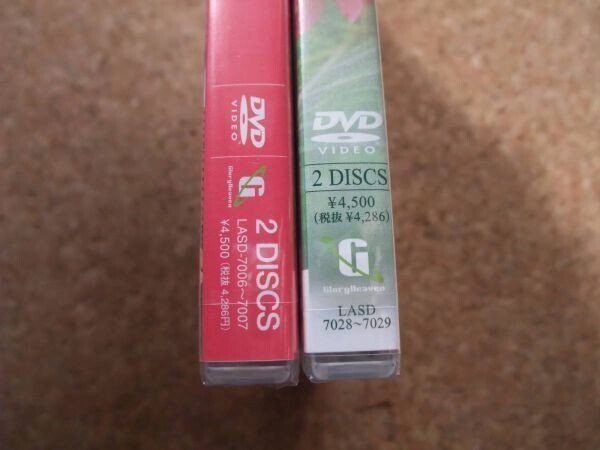 DVD
VIDEO
GloryHeaven
2 DISCS
LASD-7006～7007
¥4,500 (税抜 4,286円)
DVD
VIDEO
2 DISCS
¥4,500
(税抜 ¥4,286)
G
GloryHeaven
LASD
7028～7029